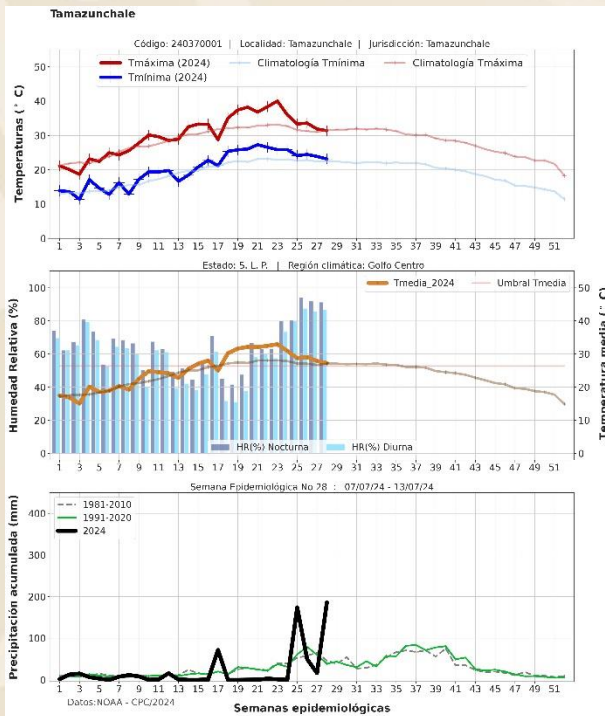 Tamazunchale
Código: 240370001 | Localidad: Tamazunchale | Jurisdicción: Tamazunchale
Tmáxima (2024)
Climatología Tmínima
Climatología Tmáxima
Tmínima (2024)
Temperaturas (° C)
50
40
30
20
10
0
1 3 5 7 9 11 13 15 17 19 21 23 25 27 29 31 33 35 37 39 41 43 45 47 49 51
Estado: S. L. P. | Región climática: Golfo Centro
Tmedia_2024
Umbral Tmedia
Humedad Relativa (%)
Temperatura media (° C)
100
80
60
40
20
0
50
40
30
20
10
0
HR(%) Nocturna
HR(%) Diurna
1 3 5 7 9 11 13 15 17 19 21 23 25 27 29 31 33 35 37 39 41 43 45 47 49 51
Semana Epidemiológica No 28 : 07/07/24 - 13/07/24
1981-2010
1991-2020
2024
Precipitación acumulada (mm)
400
300
200
100
0
1 3 5 7 9 11 13 15 17 19 21 23 25 27 29 31 33 35 37 39 41 43 45 47 49 51
Datos:NOAA - CPC/2024
Semanas epidemiológicas